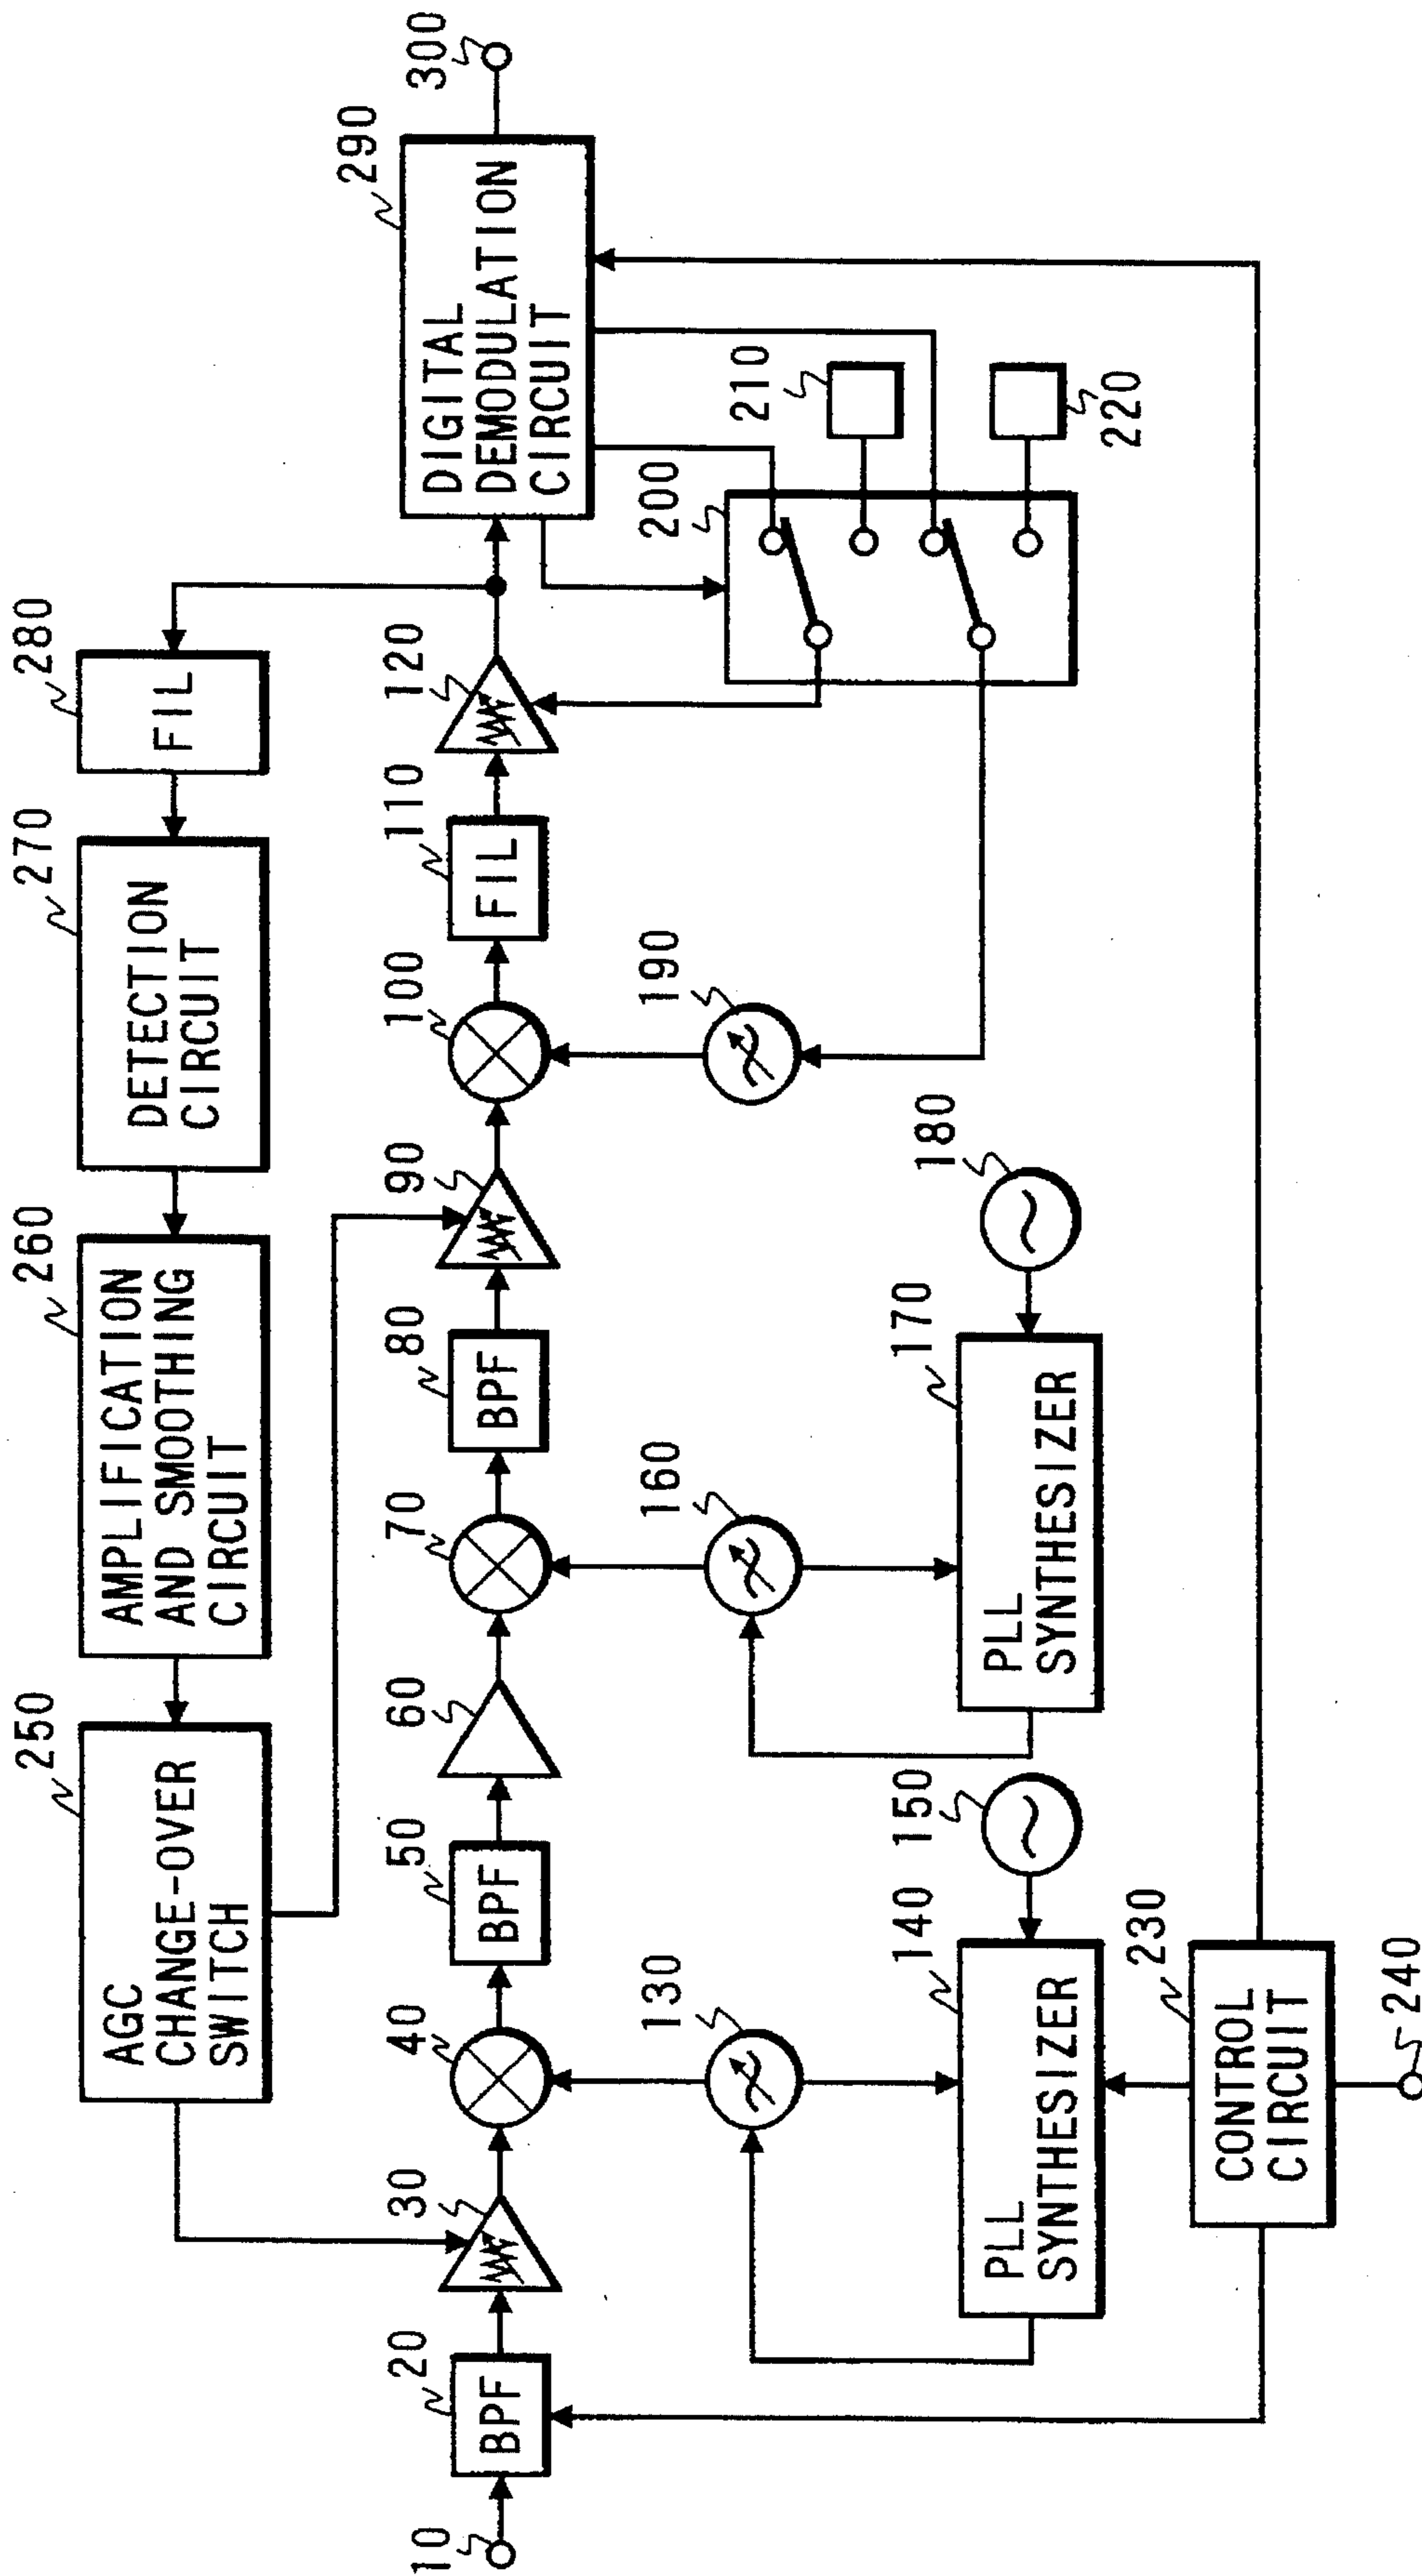 250
AGC
CHANGE-OVER
SWITCH
260
AMPLIFICATION
AND SMOOTHING
CIRCUIT
270
DETECTION
CIRCUIT
280
FIL
10
20
BPF
30
40
50
BPF
60
70
80
BPF
90
100
110
FIL
120
290
DIGITAL
DEMODULATION
CIRCUIT
300
130
160
190
200
210
220
140
PLL
SYNTHESIZER
150
170
PLL
SYNTHESIZER
180
230
CONTROL
CIRCUIT
240